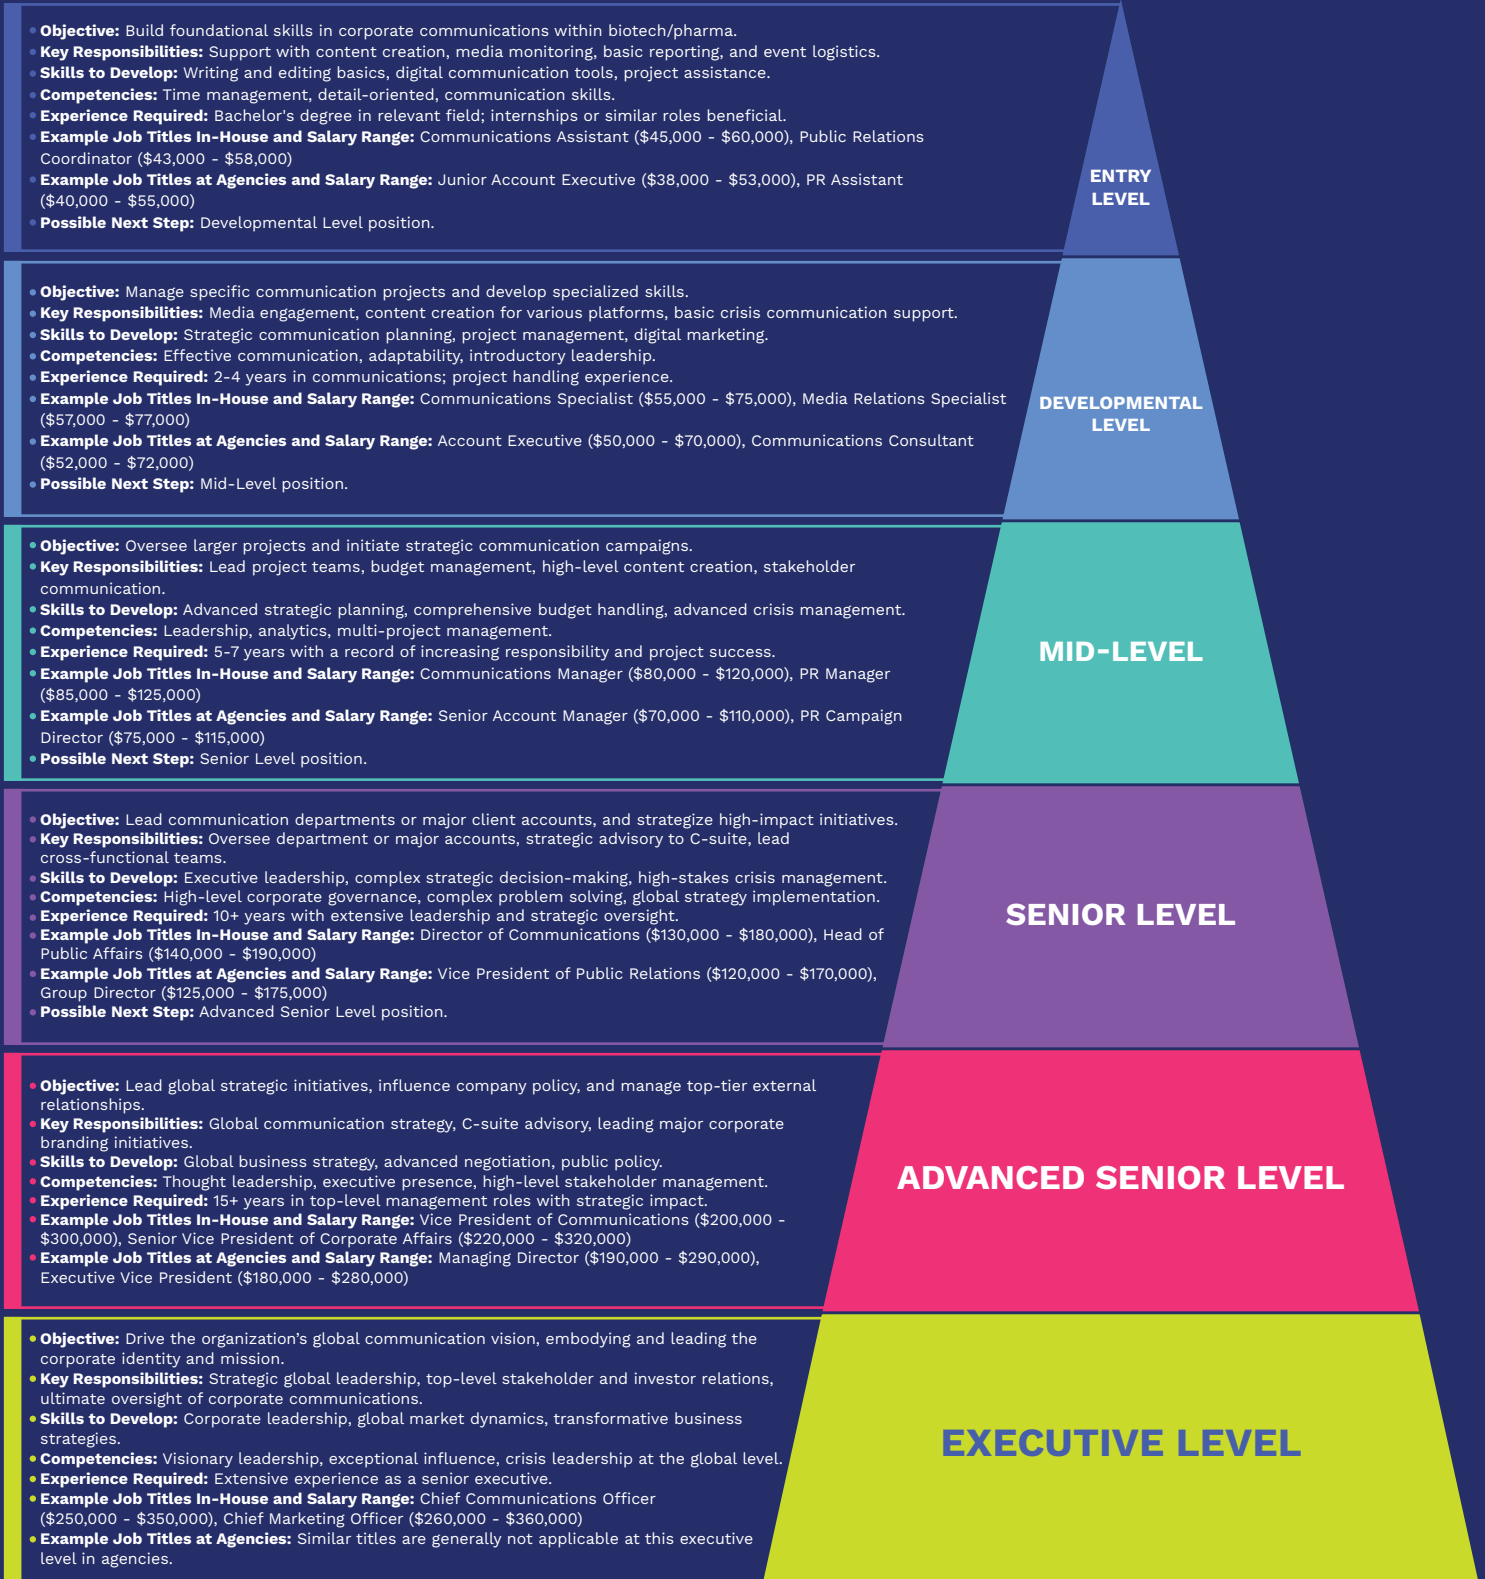 • Objective: Build foundational skills in corporate communications within biotech/pharma.
• Key Responsibilities: Support with content creation, media monitoring, basic reporting, and event logistics.
• Skills to Develop: Writing and editing basics, digital communication tools, project assistance.
• Competencies: Time management, detail-oriented, communication skills.
• Experience Required: Bachelor's degree in relevant field; internships or similar roles beneficial.
• Example Job Titles In-House and Salary Range: Communications Assistant ($45,000 - $60,000), Public Relations
Coordinator ($43,000 - $58,000)
• Example Job Titles at Agencies and Salary Range: Junior Account Executive ($38,000 - $53,000), PR Assistant
($40,000 - $55,000)
• Possible Next Step: Developmental Level position.
ENTRY
LEVEL
• Objective: Manage specific communication projects and develop specialized skills.
• Key Responsibilities: Media engagement, content creation for various platforms, basic crisis communication support.
• Skills to Develop: Strategic communication planning, project management, digital marketing.
• Competencies: Effective communication, adaptability, introductory leadership.
• Experience Required: 2-4 years in communications; project handling experience.
• Example Job Titles In-House and Salary Range: Communications Specialist ($55,000 - $75,000), Media Relations Specialist
($57,000 - $77,000)
• Example Job Titles at Agencies and Salary Range: Account Executive ($50,000 - $70,000), Communications Consultant
($52,000 - $72,000)
• Possible Next Step: Mid-Level position.
DEVELOPMENTAL
LEVEL
• Objective: Oversee larger projects and initiate strategic communication campaigns.
• Key Responsibilities: Lead project teams, budget management, high-level content creation, stakeholder
communication.
• Skills to Develop: Advanced strategic planning, comprehensive budget handling, advanced crisis management.
• Competencies: Leadership, analytics, multi-project management.
• Experience Required: 5-7 years with a record of increasing responsibility and project success.
• Example Job Titles In-House and Salary Range: Communications Manager ($80,000 - $120,000), PR Manager
($85,000 - $125,000)
• Example Job Titles at Agencies and Salary Range: Senior Account Manager ($70,000 - $110,000), PR Campaign
Director ($75,000 - $115,000)
• Possible Next Step: Senior Level position.
MID-LEVEL
• Objective: Lead communication departments or major client accounts, and strategize high-impact initiatives.
• Key Responsibilities: Oversee department or major accounts, strategic advisory to C-suite, lead
cross-functional teams.
• Skills to Develop: Executive leadership, complex strategic decision-making, high-stakes crisis management.
• Competencies: High-level corporate governance, complex problem solving, global strategy implementation.
• Experience Required: 10+ years with extensive leadership and strategic oversight.
• Example Job Titles In-House and Salary Range: Director of Communications ($130,000 - $180,000), Head of
Public Affairs ($140,000 - $190,000)
• Example Job Titles at Agencies and Salary Range: Vice President of Public Relations ($120,000 - $170,000),
Group Director ($125,000 - $175,000)
• Possible Next Step: Advanced Senior Level position.
SENIOR LEVEL
• Objective: Lead global strategic initiatives, influence company policy, and manage top-tier external
relationships.
• Key Responsibilities: Global communication strategy, C-suite advisory, leading major corporate
branding initiatives.
• Skills to Develop: Global business strategy, advanced negotiation, public policy.
• Competencies: Thought leadership, executive presence, high-level stakeholder management.
• Experience Required: 15+ years in top-level management roles with strategic impact.
• Example Job Titles In-House and Salary Range: Vice President of Communications ($200,000 -
$300,000), Senior Vice President of Corporate Affairs ($220,000 - $320,000)
• Example Job Titles at Agencies and Salary Range: Managing Director ($190,000 - $290,000),
Executive Vice President ($180,000 - $280,000)
ADVANCED SENIOR LEVEL
• Objective: Drive the organization’s global communication vision, embodying and leading the
corporate identity and mission.
• Key Responsibilities: Strategic global leadership, top-level stakeholder and investor relations,
ultimate oversight of corporate communications.
• Skills to Develop: Corporate leadership, global market dynamics, transformative business
strategies.
• Competencies: Visionary leadership, exceptional influence, crisis leadership at the global level.
• Experience Required: Extensive experience as a senior executive.
• Example Job Titles In-House and Salary Range: Chief Communications Officer
($250,000 - $350,000), Chief Marketing Officer ($260,000 - $360,000)
• Example Job Titles at Agencies: Similar titles are generally not applicable at this executive
level in agencies.
EXECUTIVE LEVEL